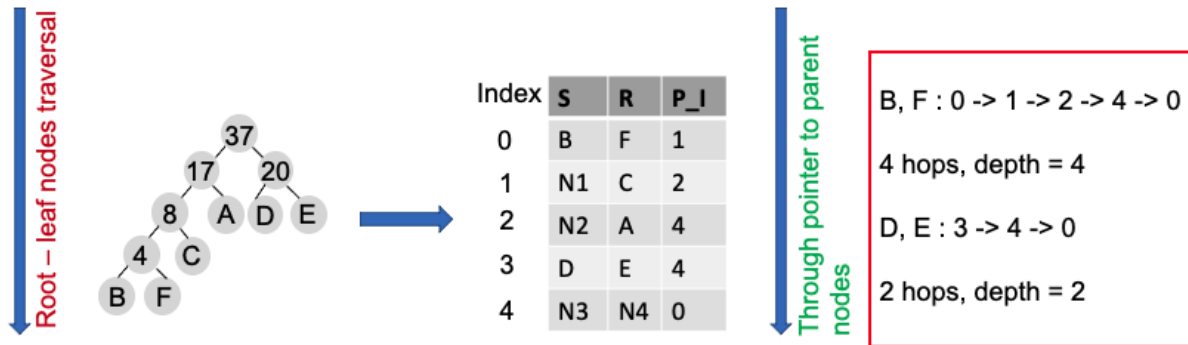 Root – leaf nodes traversal
37
17 20
8 A D E
4 C
B F
Index S R P_I
0 B F 1
1 N1 C 2
2 N2 A 4
3 D E 4
4 N3 N4 0
Through pointer to parent
nodes
B, F : 0 -> 1 -> 2 -> 4 -> 0
4 hops, depth = 4
D, E : 3 -> 4 -> 0
2 hops, depth = 2